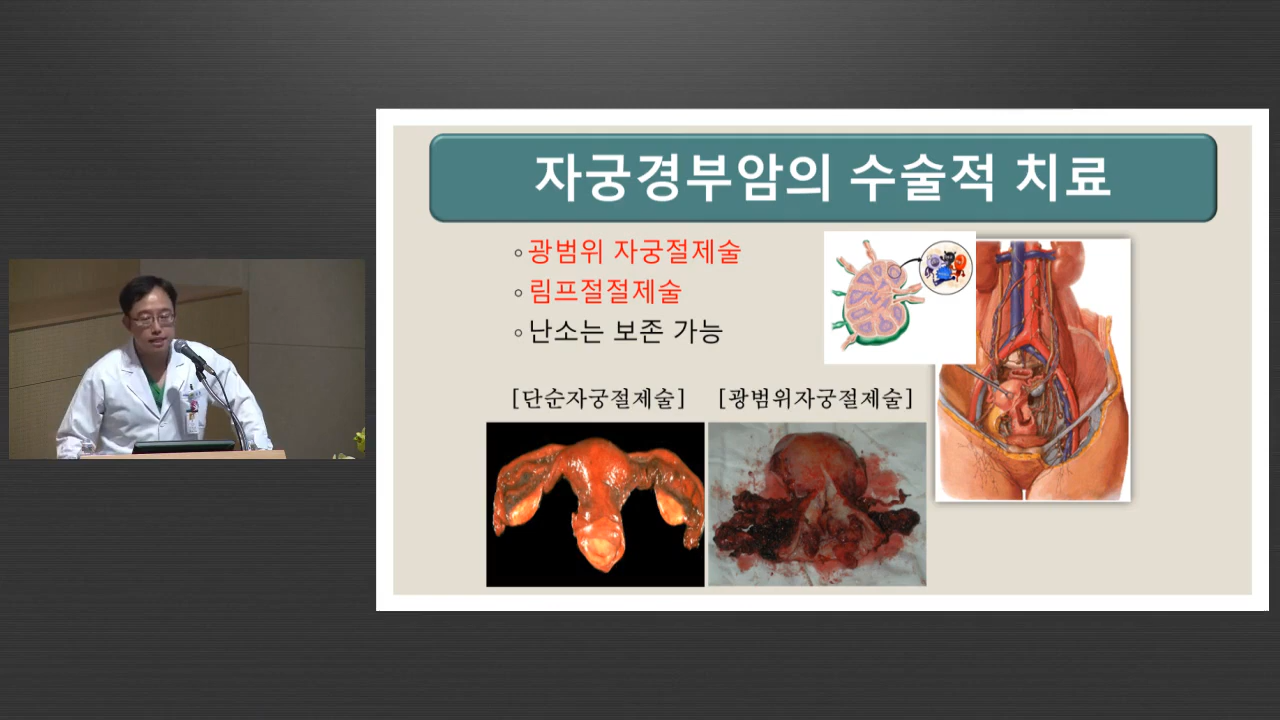 자궁경부암의 수술적 치료
광범위 자궁절제술
림프절절제술
난소는 보존 가능
[단순자궁절제술] [광범위자궁절제술]